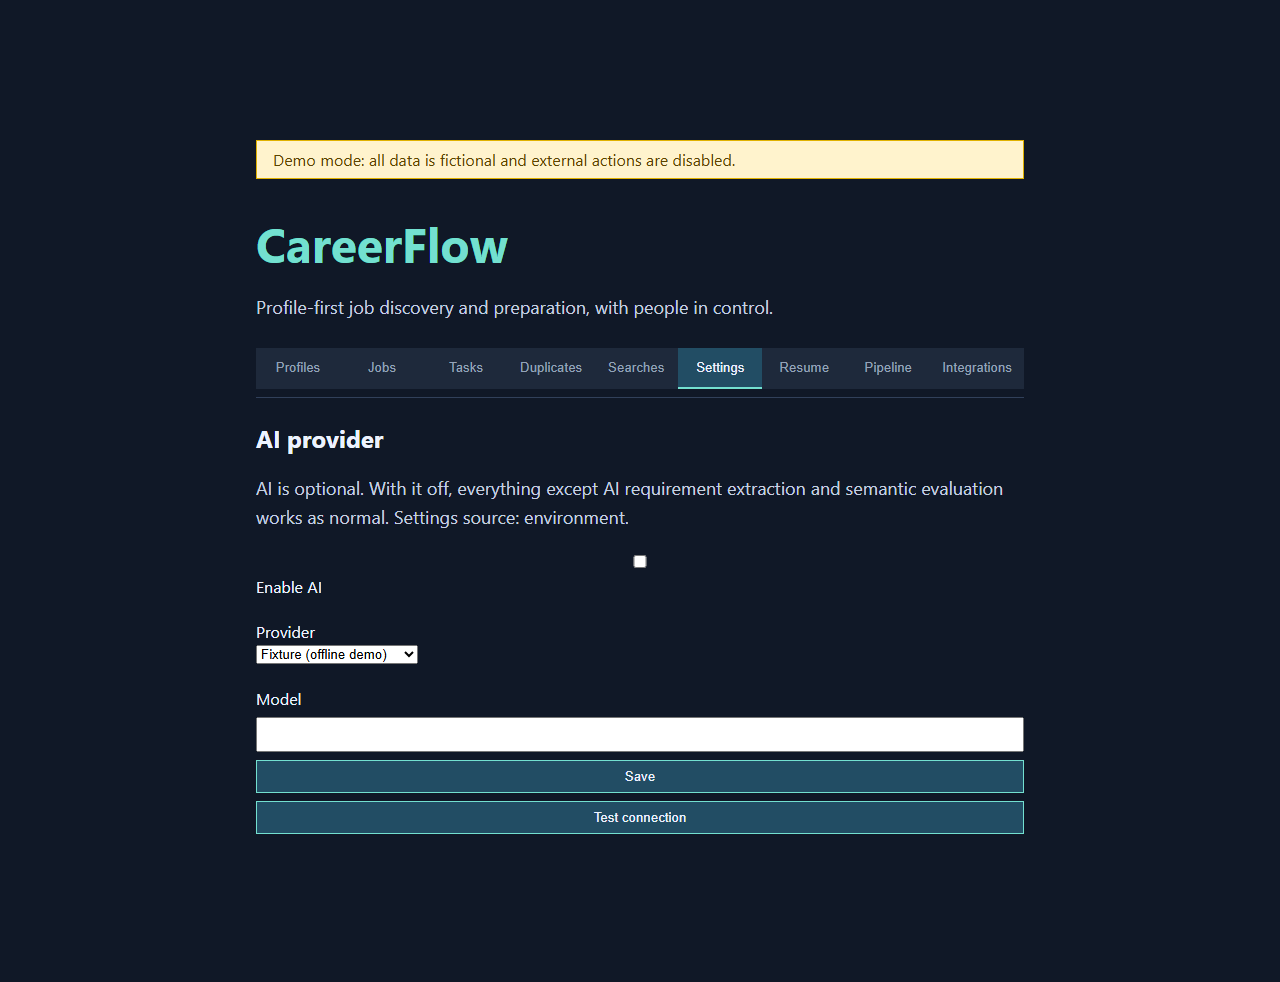 Demo mode: all data is fictional and external actions are disabled.
CareerFlow
Profile-first job discovery and preparation, with people in control.
Profiles Jobs Tasks Duplicates Searches Settings Resume Pipeline Integrations
AI provider
AI is optional. With it off, everything except AI requirement extraction and semantic evaluation
works as normal. Settings source: environment.
Enable AI
Provider
Fixture (offline demo)
Model
Save
Test connection